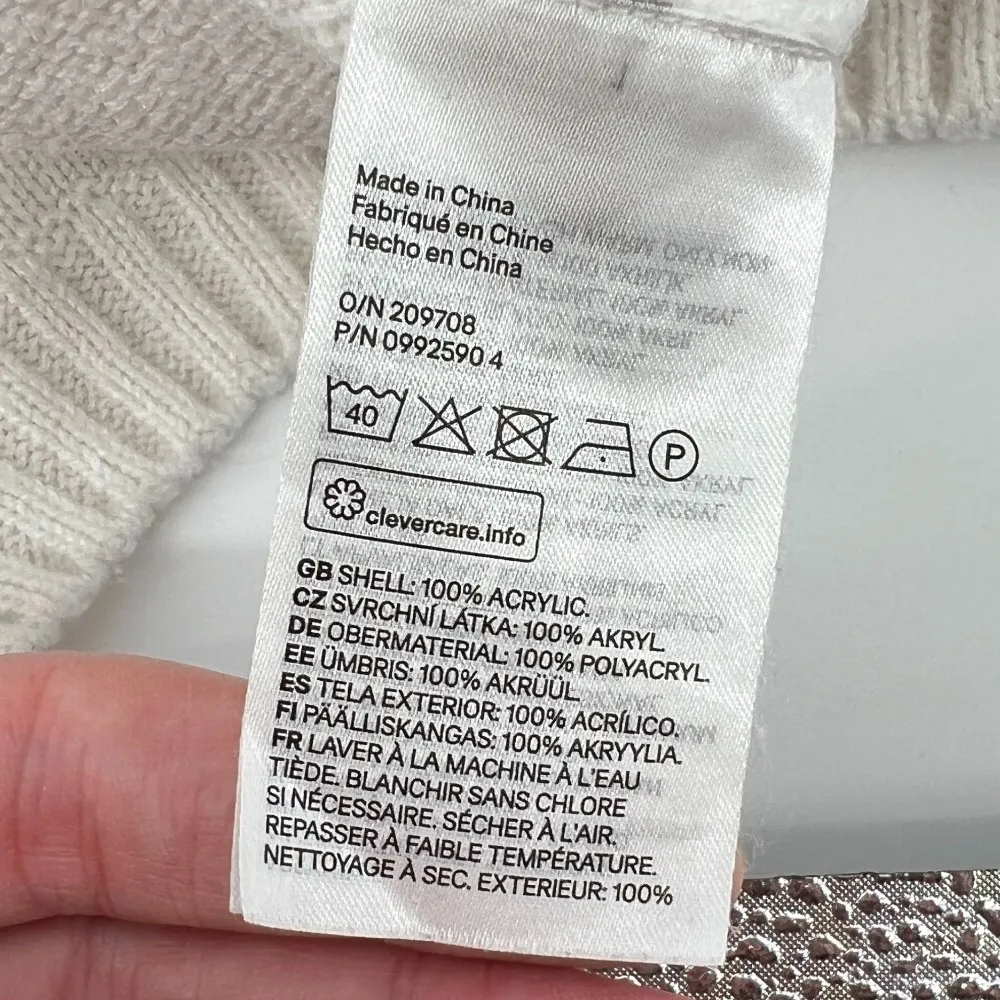 Made in China
Fabriqué en Chine
Hecho en China
O/N 209708
P/N 0992590 4
40
P
clevercare.info
GB SHELL: 100% ACRYLIC.
CZ SVRCHNÍ LÁTKA: 100% AKRYL.
DE OBERMATERIAL: 100% POLYACRYL.
EE ÜMBRIS: 100% AKRÜÜL.
ES TELA EXTERIOR: 100% ACRÍLICO.
FI PÄÄLLISKANGAS: 100% AKRYYLIA.
FR LAVER À LA MACHINE À L'EAU
TIÈDE. BLANCHIR SANS CHLORE
SI NÉCESSAIRE. SÉCHER À L'AIR.
REPASSER À FAIBLE TEMPÉRATURE.
NETTOYAGE À SEC. EXTERIEUR: 100%